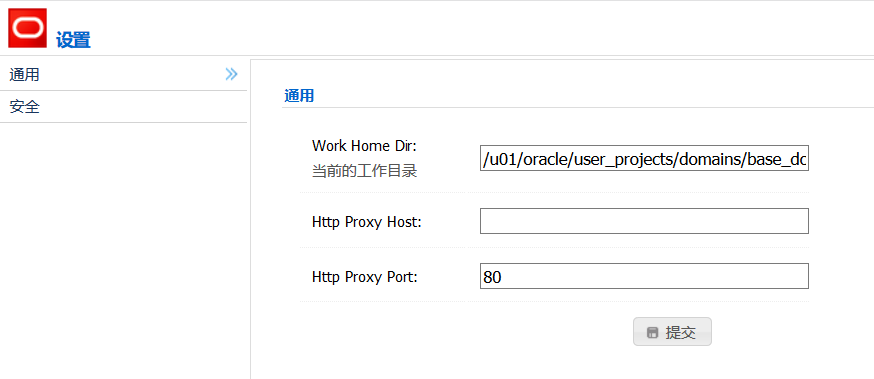 设置
通用
安全
通用
Work Home Dir:
当前的工作目录
/u01/oracle/user_projects/domains/base_dc
Http Proxy Host:
Http Proxy Port:
80
提交